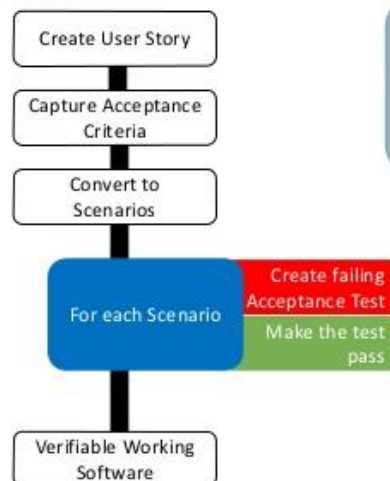 Create User Story
Capture Acceptance
Criteria
Convert to
Scenarios
For each Scenario
Create failing
Acceptance Test
Make the test
pass
Verifiable Working
Software